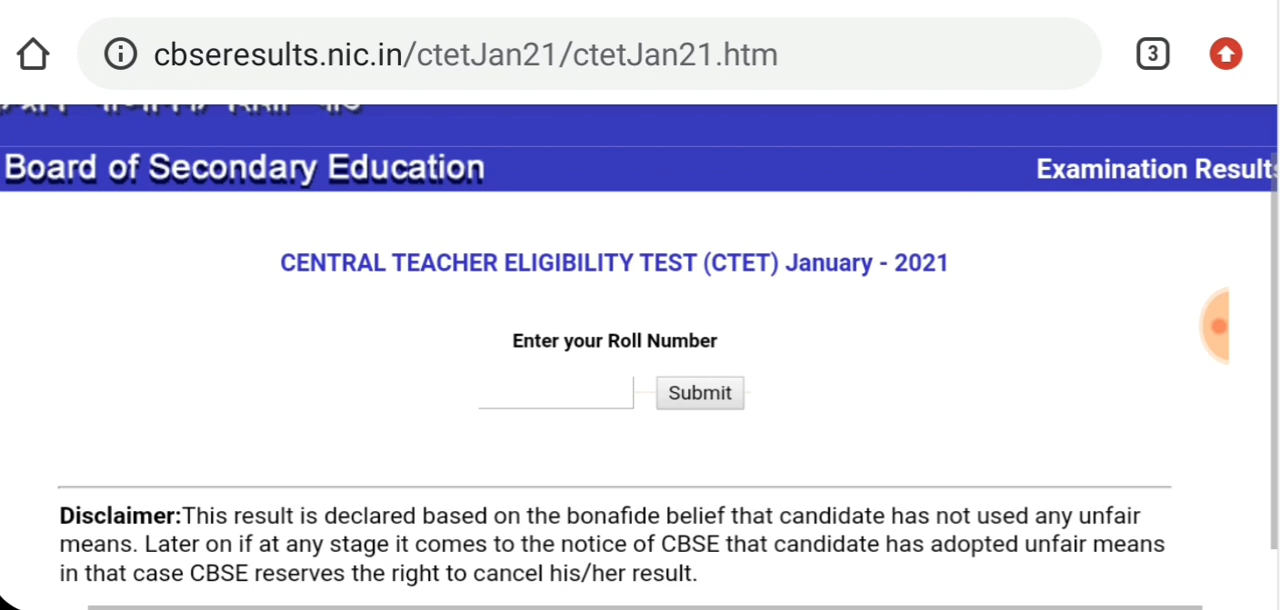 cbseresults.nic.in/ctetJan21/ctetJan21.htm
3
Board of Secondary Education
Examination Results
CENTRAL TEACHER ELIGIBILITY TEST (CTET) January - 2021
Enter your Roll Number
Submit
Disclaimer:This result is declared based on the bonafide belief that candidate has not used any unfair
means. Later on if at any stage it comes to the notice of CBSE that candidate has adopted unfair means
in that case CBSE reserves the right to cancel his/her result.